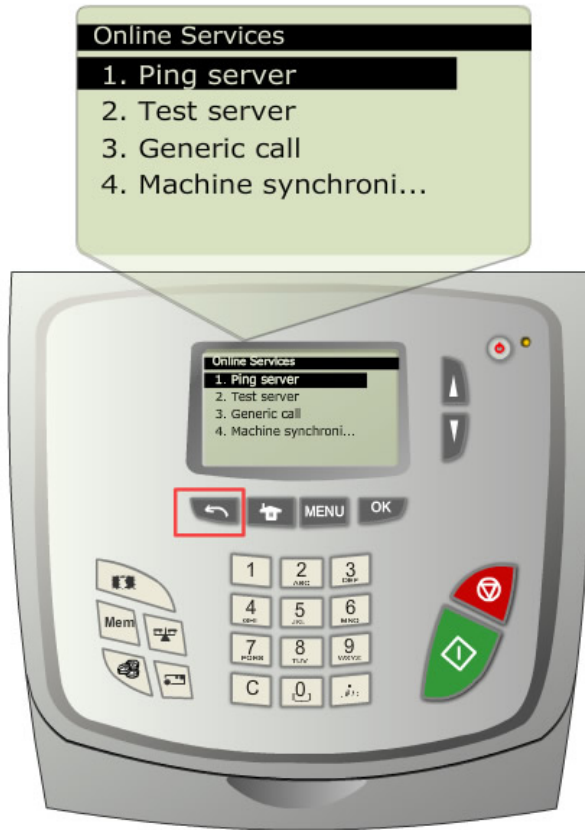 Online Services
1. Ping server
2. Test server
3. Generic call
4. Machine synchroni...
Online Services
1. Ping server
2. Test server
3. Generic call
4. Machine synchroni...
MENU OK
1 2 3
ABC DEF
Mem
4 5 6
GHI JKL MNO
7 8 9
PQRS TUV WXYZ
C 0